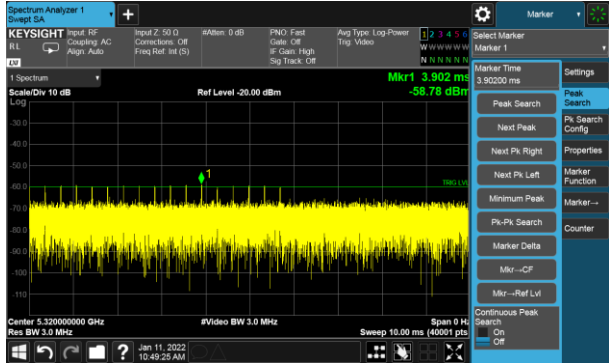 Spectrum Analyzer 1
Swept SA
+
Marker
KEYSIGHT
R L
LXI
Input: RF
Coupling: AC
Align: Auto
Input Z: 50 Ω
Corrections: Off
Freq Ref: Int (S)
#Atten: 0 dB
PNO: Fast
Gate: Off
IF Gain: High
Sig Track: Off
Avg Type: Log-Power
Trig: Video
1 2 3 4 5 6
W W W W W W
N N N N N N
Select Marker
Marker 1
1 Spectrum
Scale/Div 10 dB
Ref Level -20.00 dBm
Mkr1 3.902 ms
-58.78 dBm
Log
-30.0
-40.0
-50.0
-60.0
-70.0
-80.0
-90.0
-100
-110
1
TRIG LVL
Center 5.320000000 GHz
Res BW 3.0 MHz
#Video BW 3.0 MHz
Span 0 Hz
Sweep 10.00 ms (40001 pts)
Marker Time
3.90200 ms
Peak Search
Next Peak
Next Pk Right
Next Pk Left
Minimum Peak
Pk-Pk Search
Marker Delta
Mkr→CF
Mkr→Ref Lvl
Continuous Peak
Search
On
Off
Settings
Peak
Search
Pk Search
Config
Properties
Marker
Function
Marker→
Counter
?
Jan 11, 2022
10:49:25 AM